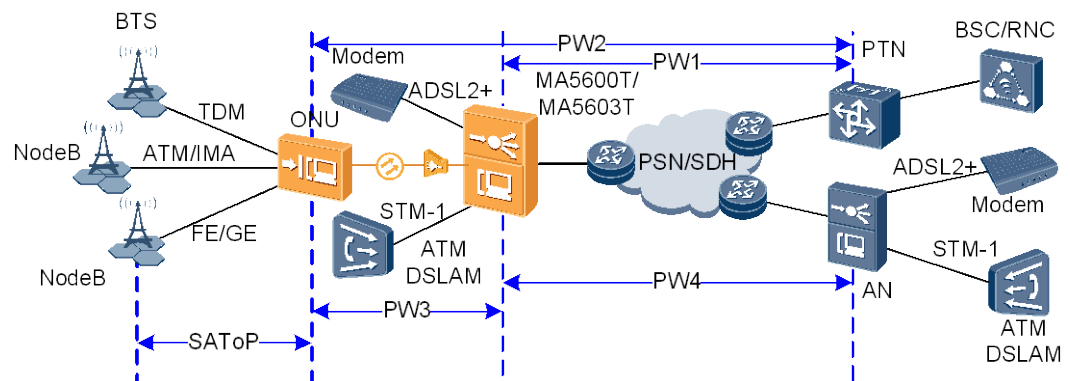 BTS
PW2
PTN
BSC/RNC
Modem
PW1
ADSL2+
MA5600T/
MA5603T
TDM
ONU
NodeB
ATM/IMA
PSN/SDH
ADSL2+
Modem
FE/GE
STM-1
STM-1
NodeB
ATM
DSLAM
PW4
AN
PW3
SAToP
ATM
DSLAM